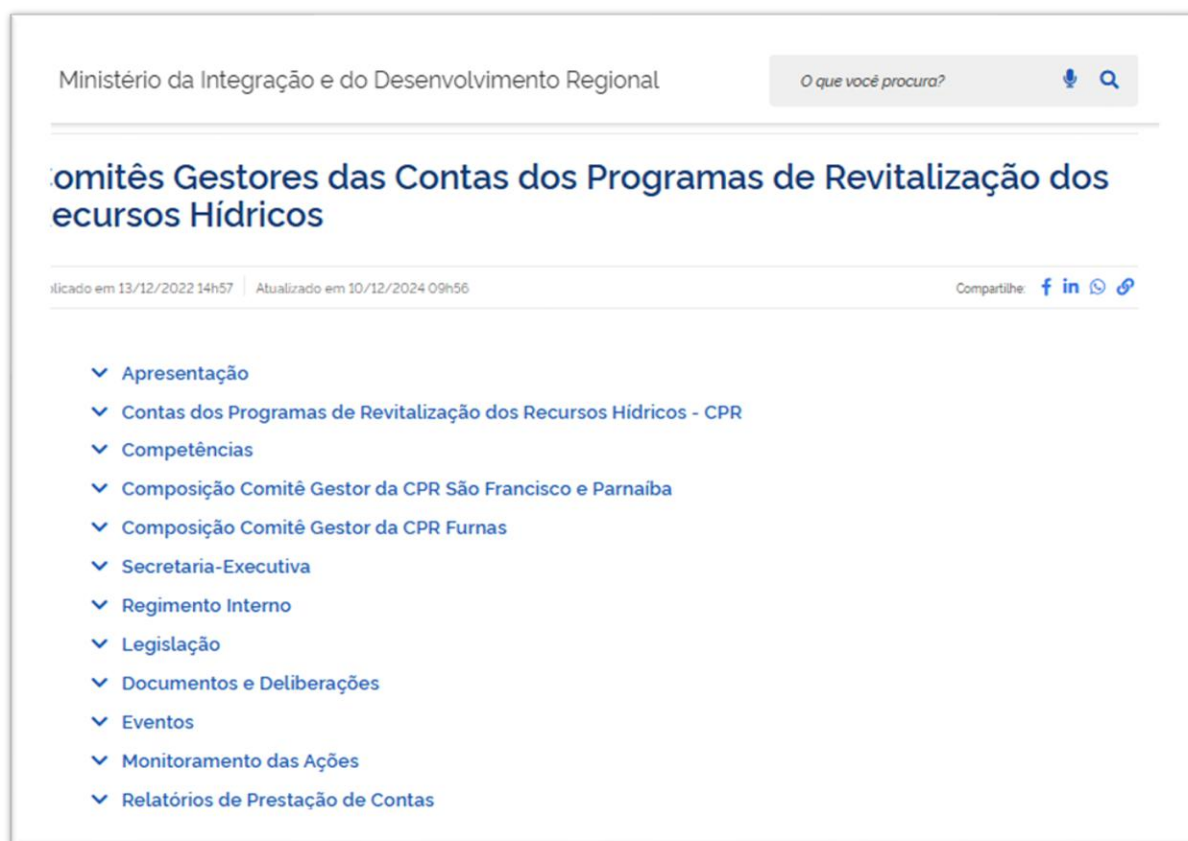 Ministério da Integração e do Desenvolvimento Regional
O que você procura?
omitês Gestores das Contas dos Programas de Revitalização dos
ecursos Hídricos
licado em 13/12/2022 14h57 Atualizado em 10/12/2024 09h56
Compartilhe:
Apresentação
Contas dos Programas de Revitalização dos Recursos Hídricos - CPR
Competências
Composição Comitê Gestor da CPR São Francisco e Parnaíba
Composição Comitê Gestor da CPR Furnas
Secretaria-Executiva
Regimento Interno
Legislação
Documentos e Deliberações
Eventos
Monitoramento das Ações
Relatórios de Prestação de Contas